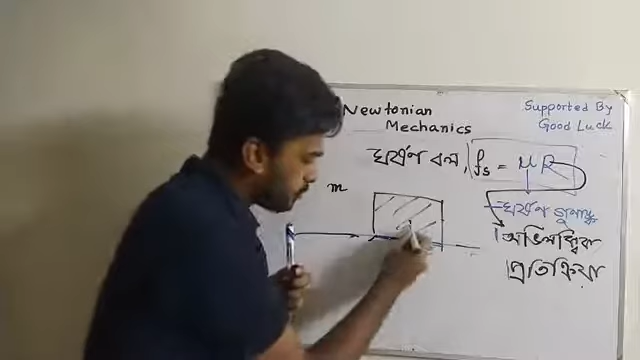 Newtonian
Mechanics
Supported By
Good Luck
ঘর্ষণ বল, fs = μR
m
ঘর্ষণ গুণাঙ্ক
অভিলম্বিক
প্রতিক্রিয়া